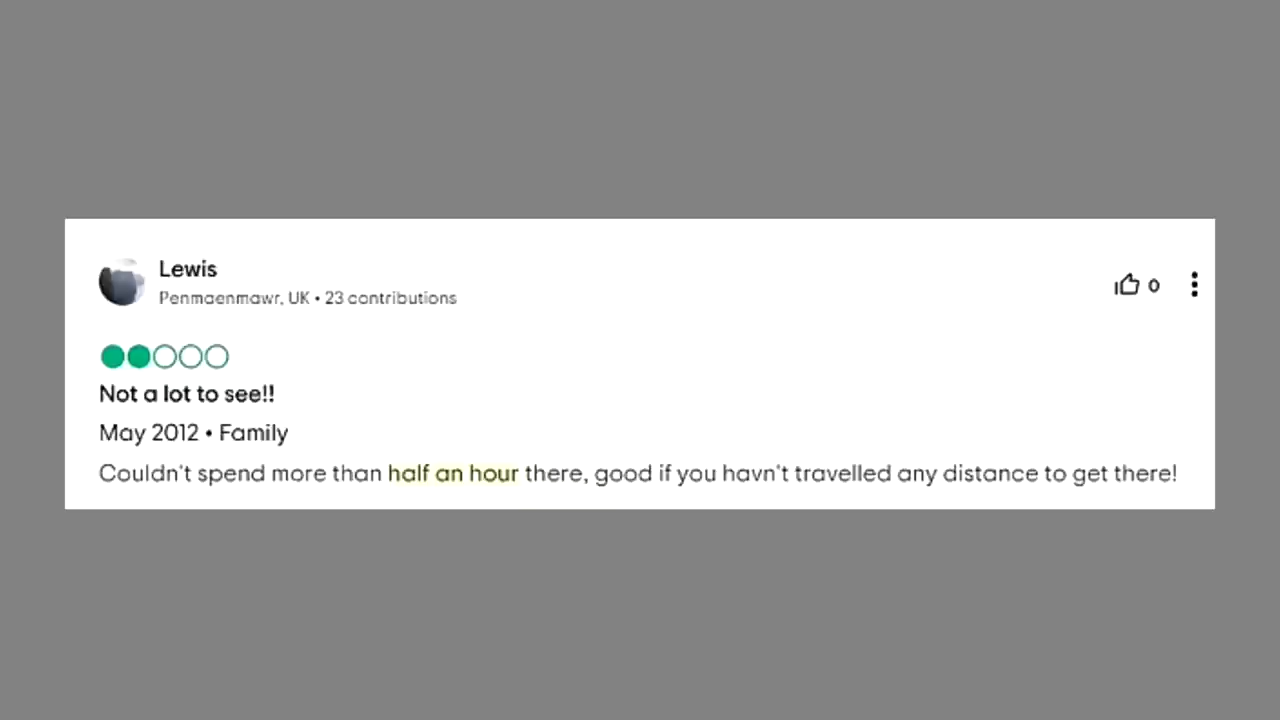 Lewis
Penmaenmawr, UK • 23 contributions
0
Not a lot to see!!
May 2012 • Family
Couldn't spend more than half an hour there, good if you havn't travelled any distance to get there!